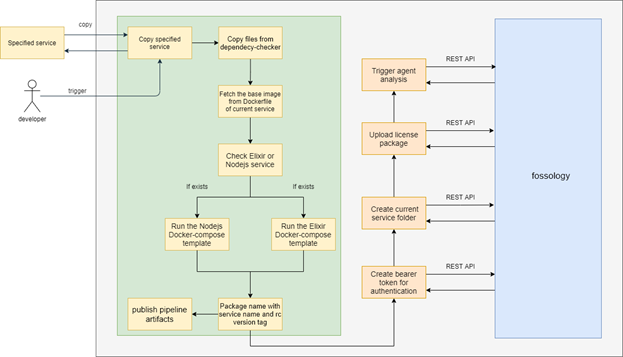 copy
Specified service
Copy specified
service
Copy files from
dependecy-checker
trigger
developer
Fetch the base image
from Dockerfile
of current service
Check Elixir or
Nodejs service
If exists
If exists
Run the Nodejs
Docker-compose
template
Run the Elixir
Docker-compose
template
publish pipeline
artifacts
Package name with
service name and rc
version tag
Trigger agent
analysis
REST API
Upload license
package
REST API
Create current
service folder
REST API
Create bearer
token for
authentication
REST API
fossology